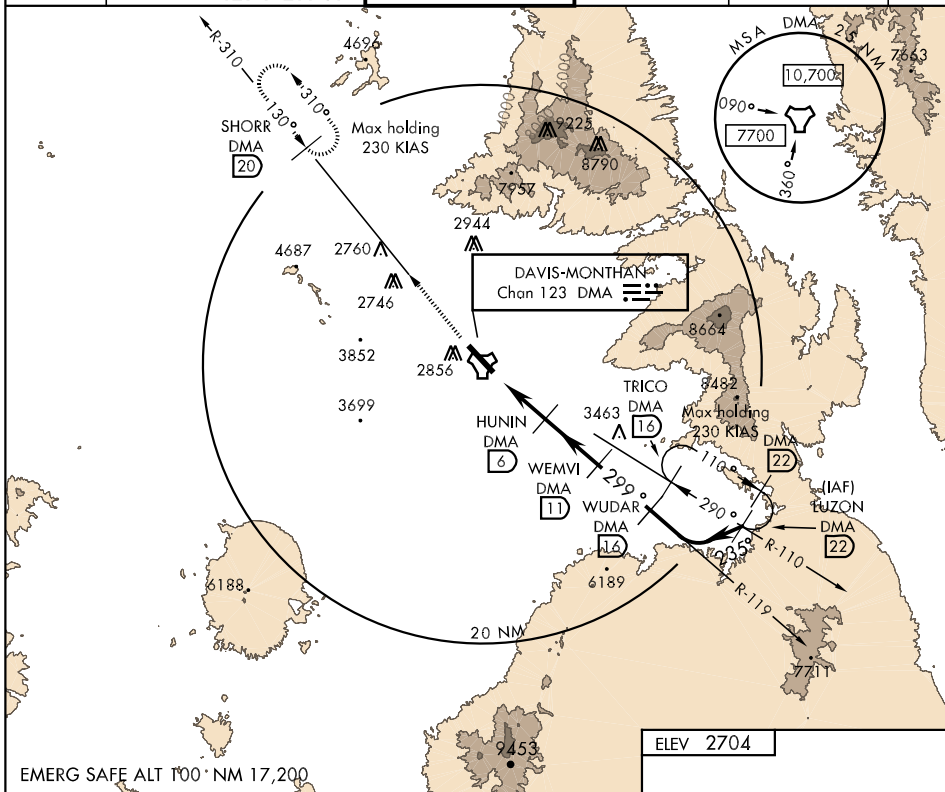 R-310
4696
310°
130°
SHORR
DMA
20
Max holding
230 KIAS
4000
6000
8000
9225
8790
7957
MSA DMA 25 NM
10,700
090°
7700
360°
7663
4687
2760
2944
2746
DAVIS-MONTHAN
Chan 123 DMA
3852
2856
8664
3699
8482
TRICO
DMA
16
Max holding
230 KIAS
3463
HUNIN
DMA
6
DMA
22
110°
WEMVI
DMA
11
299°
290°
(IAF)
LUZON
DMA
22
WUDAR
DMA
16
235°
R-110
6188
6189
R-119
20 NM
7711
9453
ELEV 2704
EMERG SAFE ALT 100 NM 17,200